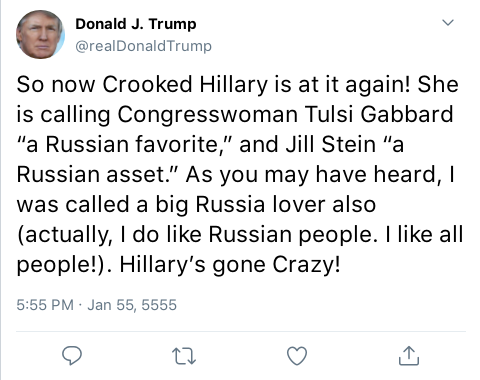 Donald J. Trump
@realDonaldTrump
So now Crooked Hillary is at it again! She
is calling Congresswoman Tulsi Gabbard
“a Russian favorite,” and Jill Stein “a
Russian asset.” As you may have heard, I
was called a big Russia lover also
(actually, I do like Russian people. I like all
people!). Hillary’s gone Crazy!
5:55 PM · Jan 55, 5555